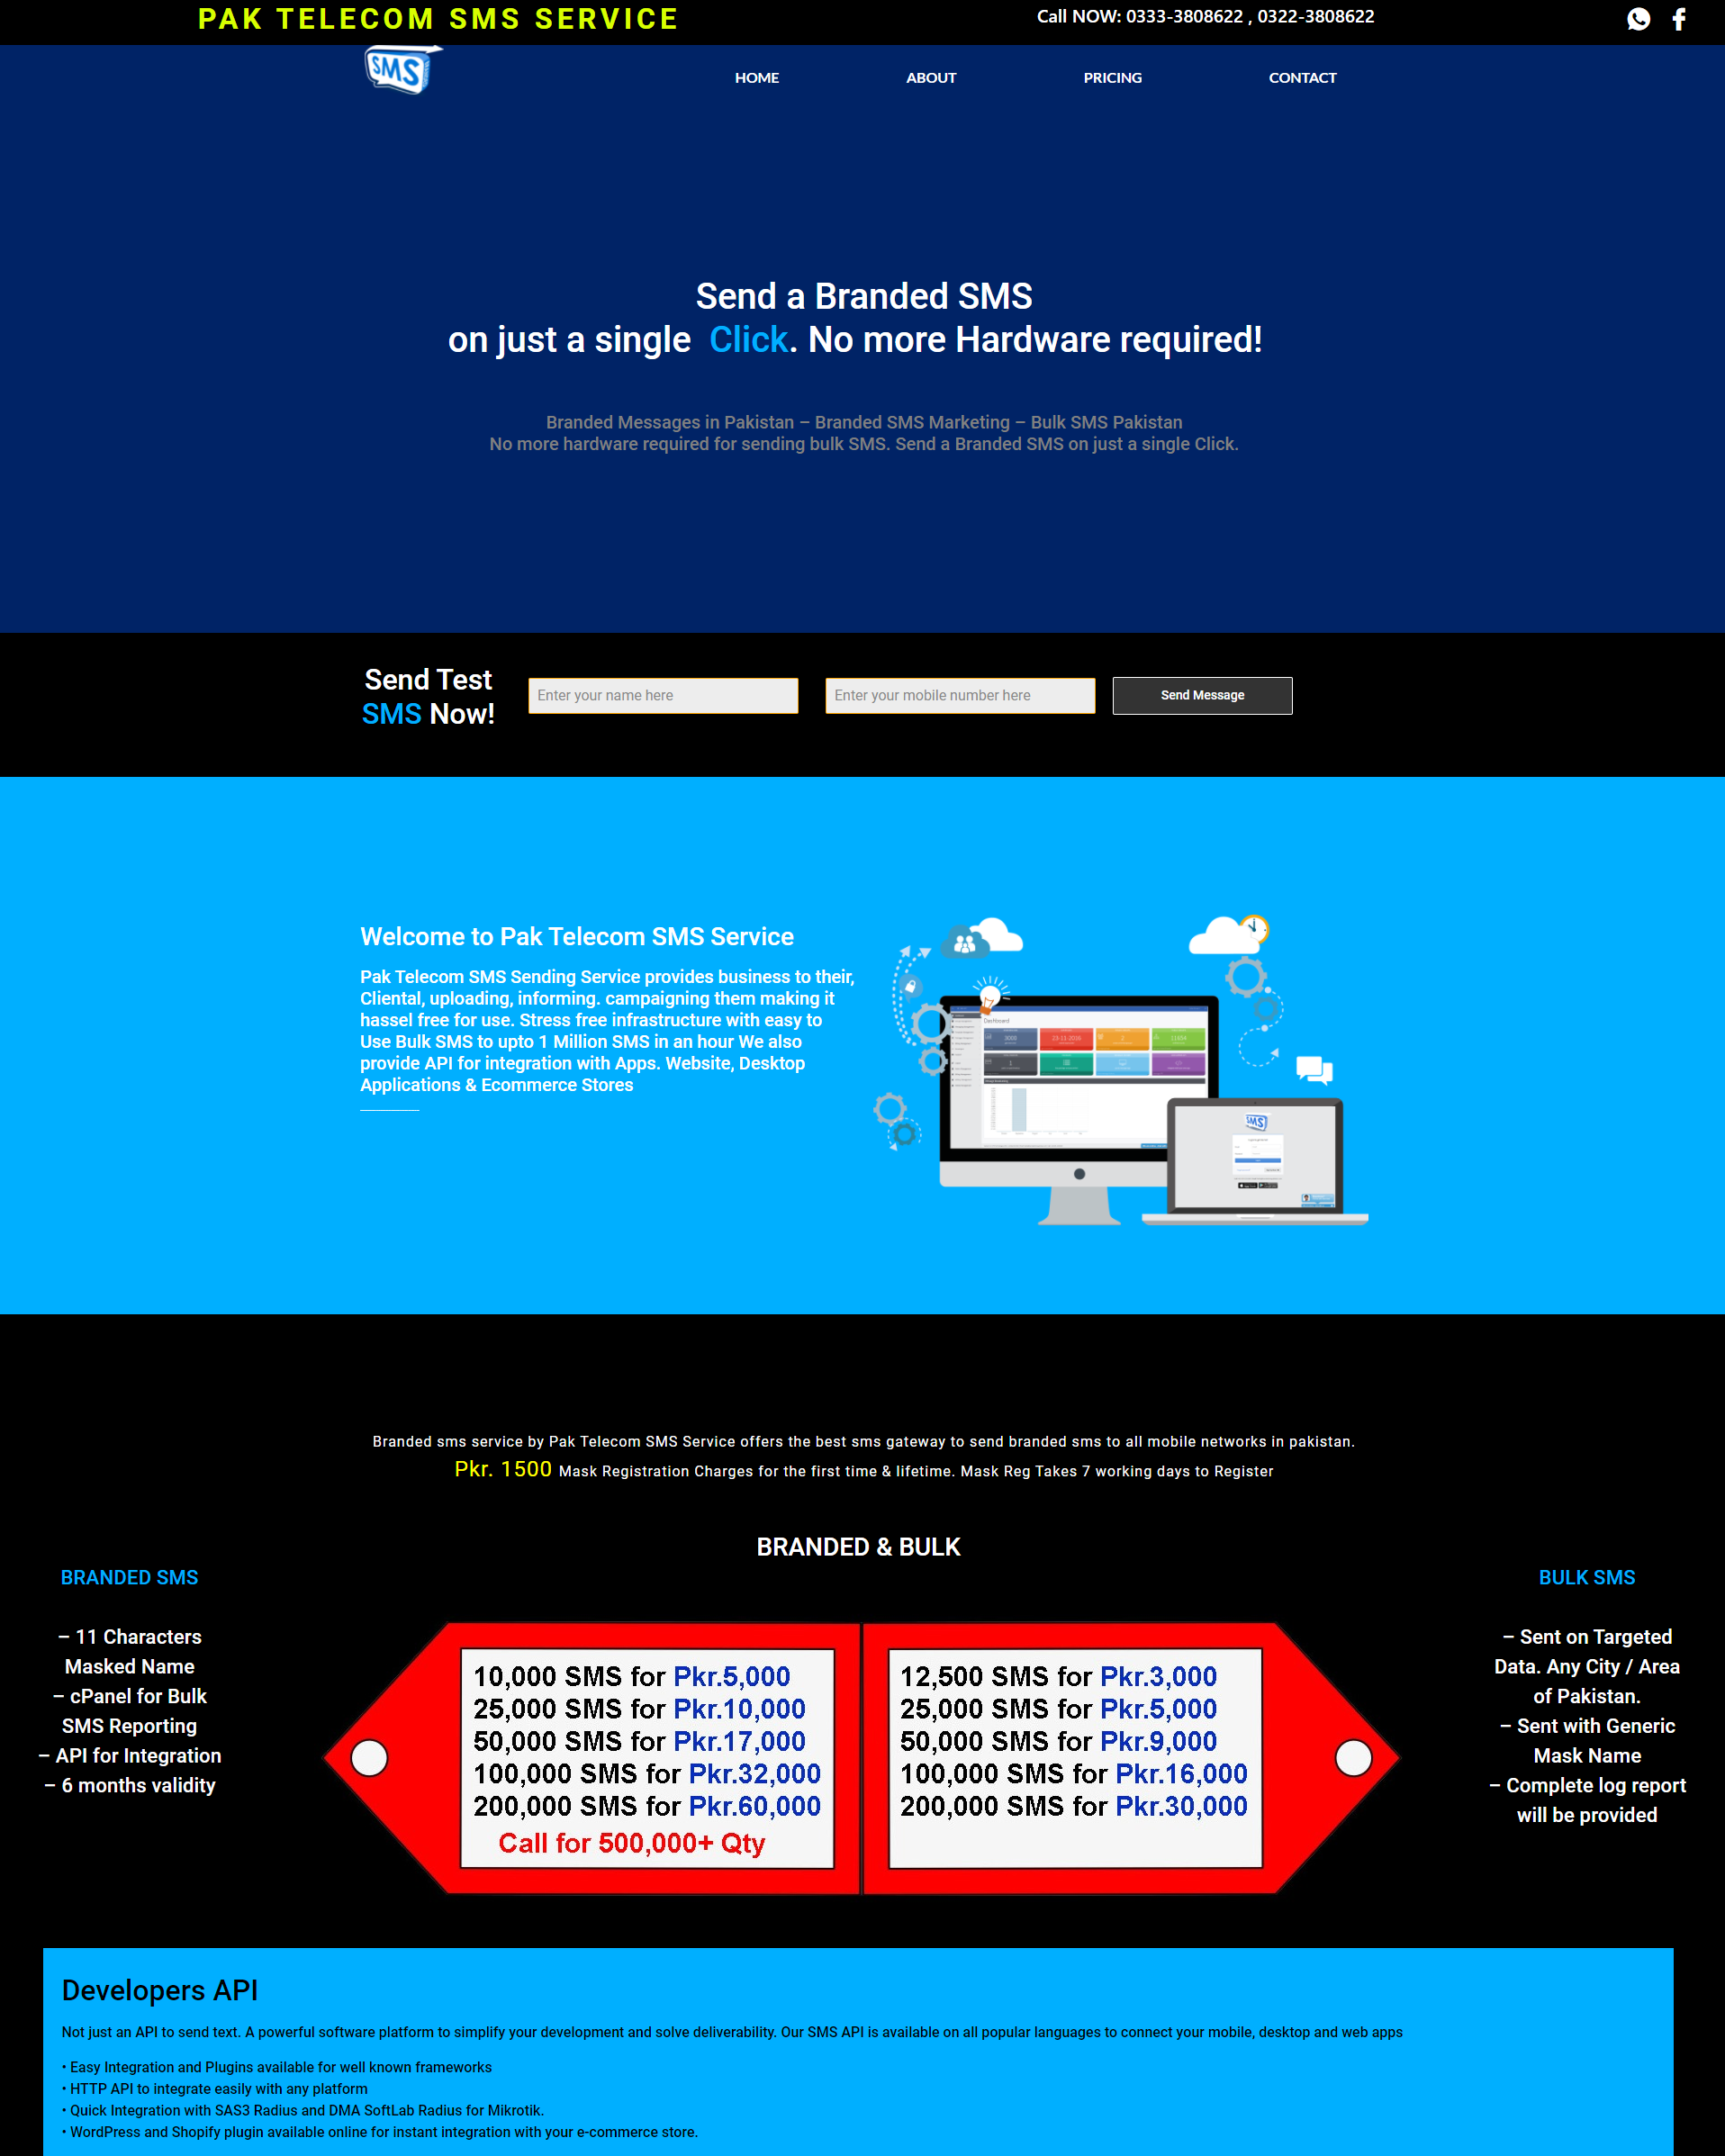 PAK TELECOM SMS SERVICE
Call NOW: 0333-3808622 , 0322-3808622
SMS
HOME
ABOUT
PRICING
CONTACT
Send a Branded SMS
on just a single Click. No more Hardware required!
Branded Messages in Pakistan – Branded SMS Marketing – Bulk SMS Pakistan
No more hardware required for sending bulk SMS. Send a Branded SMS on just a single Click.
Send Test
SMS Now!
Enter your name here
Enter your mobile number here
Send Message
Welcome to Pak Telecom SMS Service
Pak Telecom SMS Sending Service provides business to their,
Cliental, uploading, informing. campaigning them making it
hassel free for use. Stress free infrastructure with easy to
Use Bulk SMS to upto 1 Million SMS in an hour We also
provide API for integration with Apps. Website, Desktop
Applications & Ecommerce Stores
Dashboard
SMS
Branded sms service by Pak Telecom SMS Service offers the best sms gateway to send branded sms to all mobile networks in pakistan.
Pkr. 1500 Mask Registration Charges for the first time & lifetime. Mask Reg Takes 7 working days to Register
BRANDED & BULK
BRANDED SMS
– 11 Characters
Masked Name
– cPanel for Bulk
SMS Reporting
– API for Integration
– 6 months validity
10,000 SMS for Pkr.5,000
25,000 SMS for Pkr.10,000
50,000 SMS for Pkr.17,000
100,000 SMS for Pkr.32,000
200,000 SMS for Pkr.60,000
Call for 500,000+ Qty
12,500 SMS for Pkr.3,000
25,000 SMS for Pkr.5,000
50,000 SMS for Pkr.9,000
100,000 SMS for Pkr.16,000
200,000 SMS for Pkr.30,000
BULK SMS
– Sent on Targeted
Data. Any City / Area
of Pakistan.
– Sent with Generic
Mask Name
– Complete log report
will be provided
Developers API
Not just an API to send text. A powerful software platform to simplify your development and solve deliverability. Our SMS API is available on all popular languages to connect your mobile, desktop and web apps
• Easy Integration and Plugins available for well known frameworks
• HTTP API to integrate easily with any platform
• Quick Integration with SAS3 Radius and DMA SoftLab Radius for Mikrotik.
• WordPress and Shopify plugin available online for instant integration with your e-commerce store.